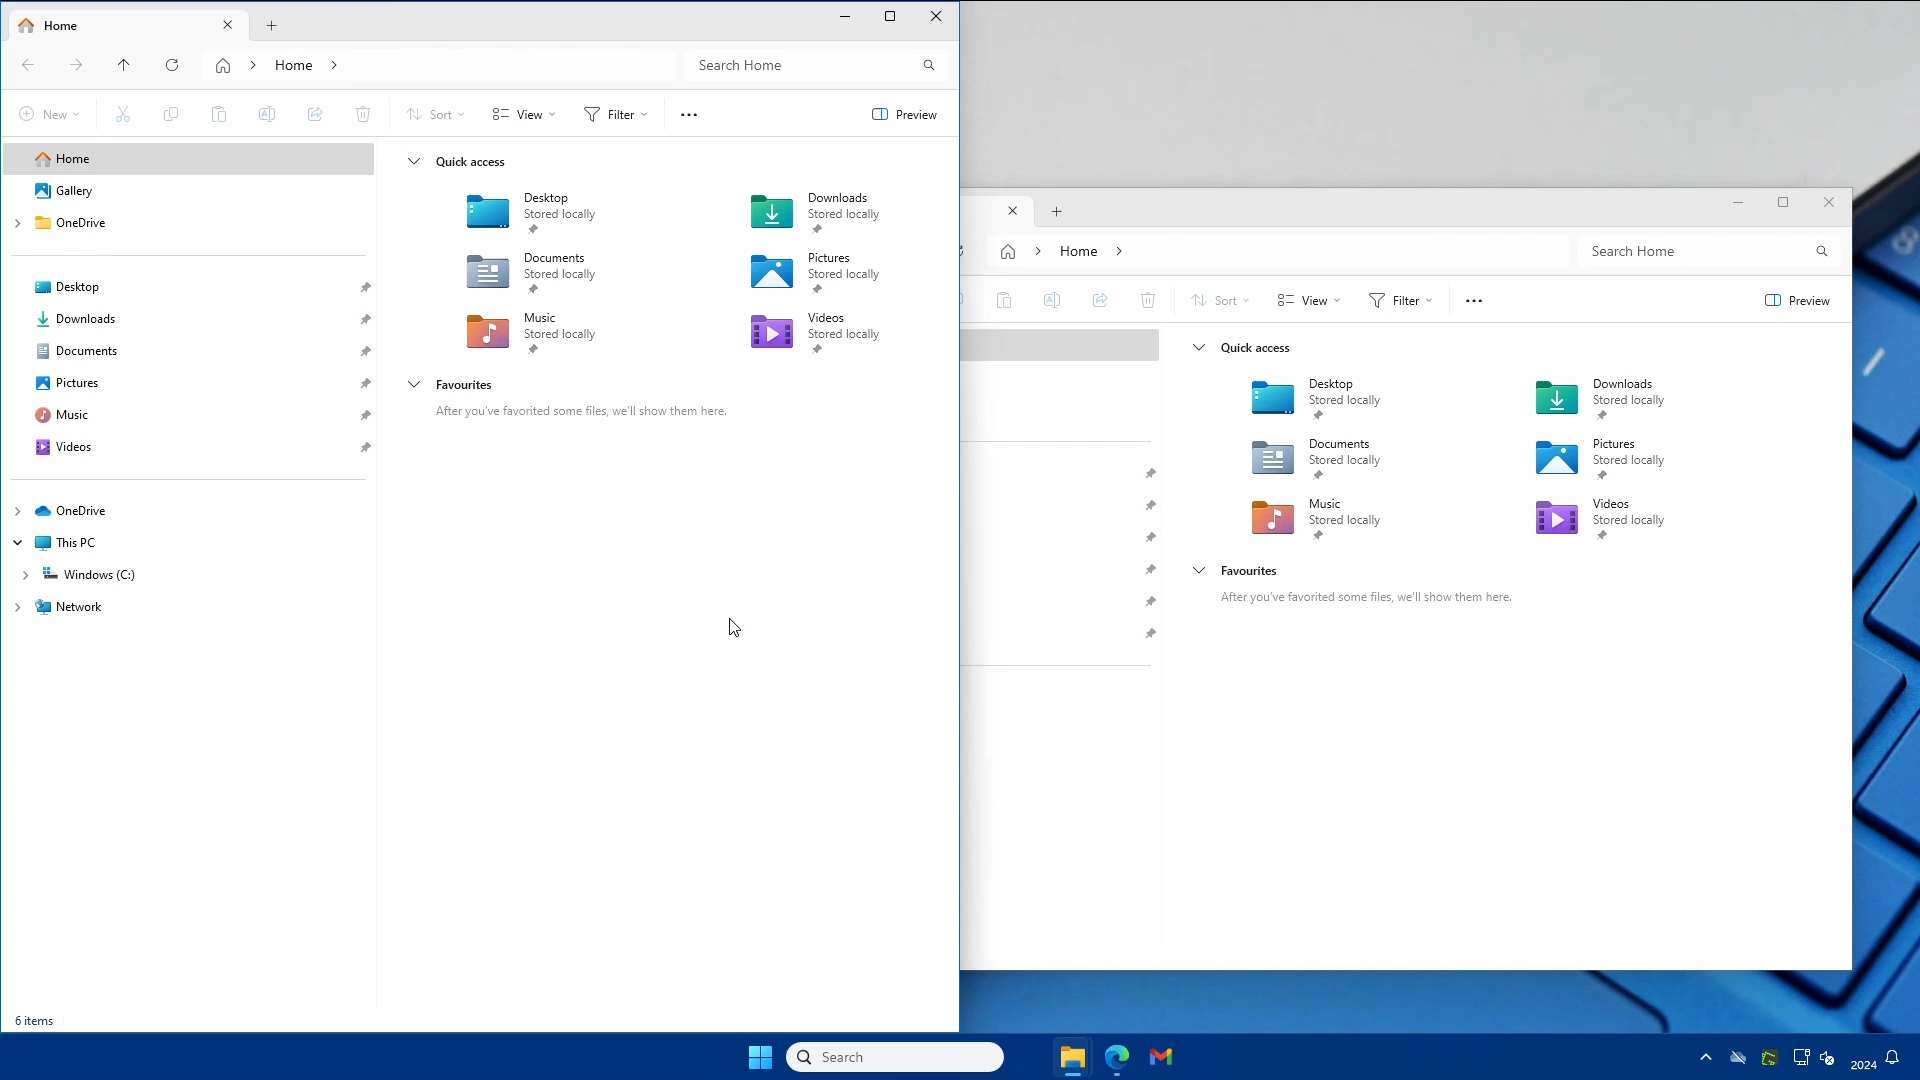 Home
Home
Search Home
New
Sort
View
Filter
Preview
Home
Gallery
OneDrive
Desktop
Downloads
Documents
Pictures
Music
Videos
OneDrive
This PC
Windows (C:)
Network
Quick access
Desktop
Stored locally
Downloads
Stored locally
Documents
Stored locally
Pictures
Stored locally
Music
Stored locally
Videos
Stored locally
Favourites
After you've favorited some files, we'll show them here.
6 items
Home
Search Home
Sort
View
Filter
Preview
Quick access
Desktop
Stored locally
Downloads
Stored locally
Documents
Stored locally
Pictures
Stored locally
Music
Stored locally
Videos
Stored locally
Favourites
After you've favorited some files, we'll show them here.
8
Search
2024